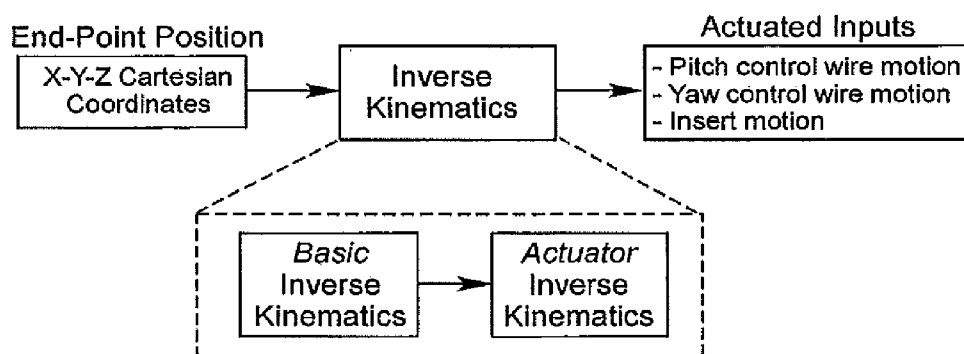 End-Point Position
X-Y-Z Cartesian
Coordinates
Inverse
Kinematics
Actuated Inputs
- Pitch control wire motion
- Yaw control wire motion
- Insert motion
Basic
Inverse
Kinematics
Actuator
Inverse
Kinematics